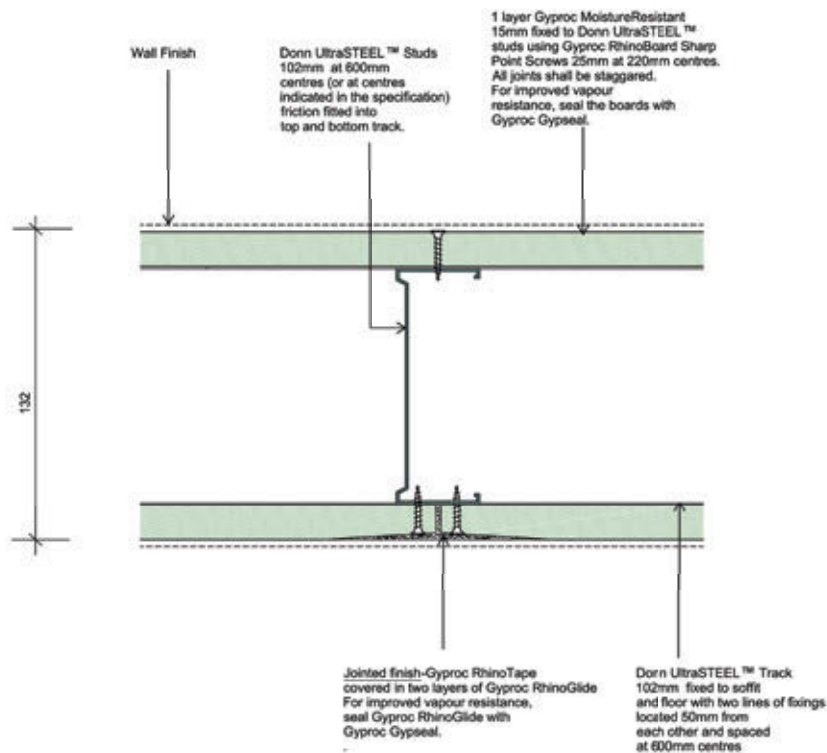 Wall Finish
Donn UltraSTEEL™ Studs
102mm at 600mm
centres (or at centres
indicated in the specification)
friction fitted into
top and bottom track.
1 layer Gyproc MoistureResistant
15mm fixed to Donn UltraSTEEL™
studs using Gyproc RhinoBoard Sharp
Point Screws 25mm at 220mm centres.
All joints shall be staggared.
For improved vapour
resistance, seal the boards with
Gyproc Gypseal.
132
Jointed finish-Gyproc RhinoTape
covered in two layers of Gyproc RhinoGlide
For improved vapour resistance,
seal Gyproc RhinoGlide with
Gyproc Gypseal.
Dorn UltraSTEEL™ Track
102mm fixed to soffit
and floor with two lines of fixings
located 50mm from
each other and spaced
at 600mm centres